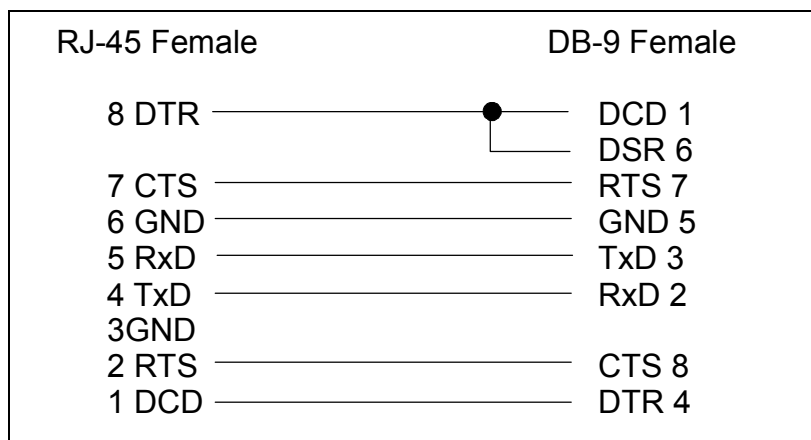 RJ-45 Female DB-9 Female
8 DTR DCD 1
DSR 6
7 CTS RTS 7
6 GND GND 5
5 RxD TxD 3
4 TxD RxD 2
3GND
2 RTS CTS 8
1 DCD DTR 4